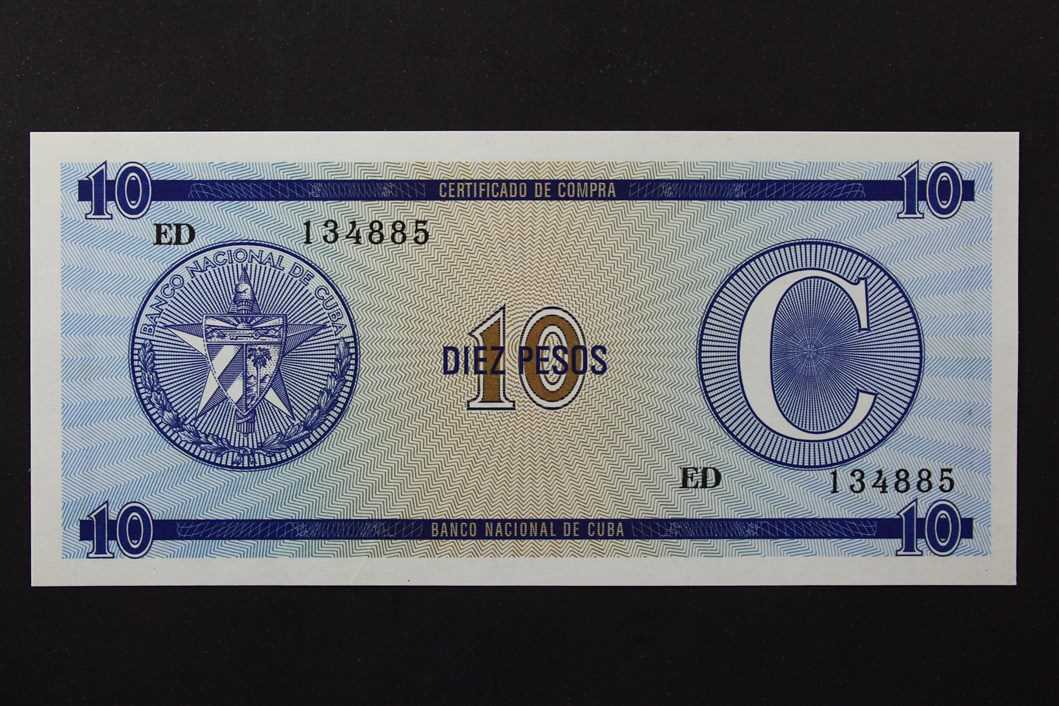 10 CERTIFICADO DE COMPRA 10
ED 134885
BANCO NACIONAL DE CUBA
10
DIEZ PESOS
C
ED 134885
10 BANCO NACIONAL DE CUBA 10